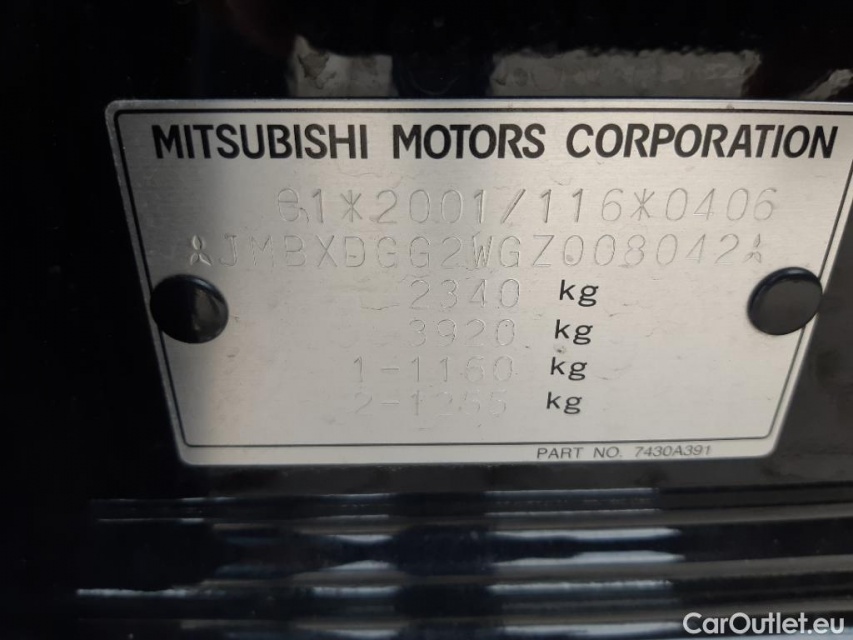 MITSUBISHI MOTORS CORPORATION
e1*2001/116*0406
JMBXDGG2WGZ008042
2340 kg
3920 kg
1-1160 kg
2-1265 kg
PART NO. 7430A391
CarOutlet.eu